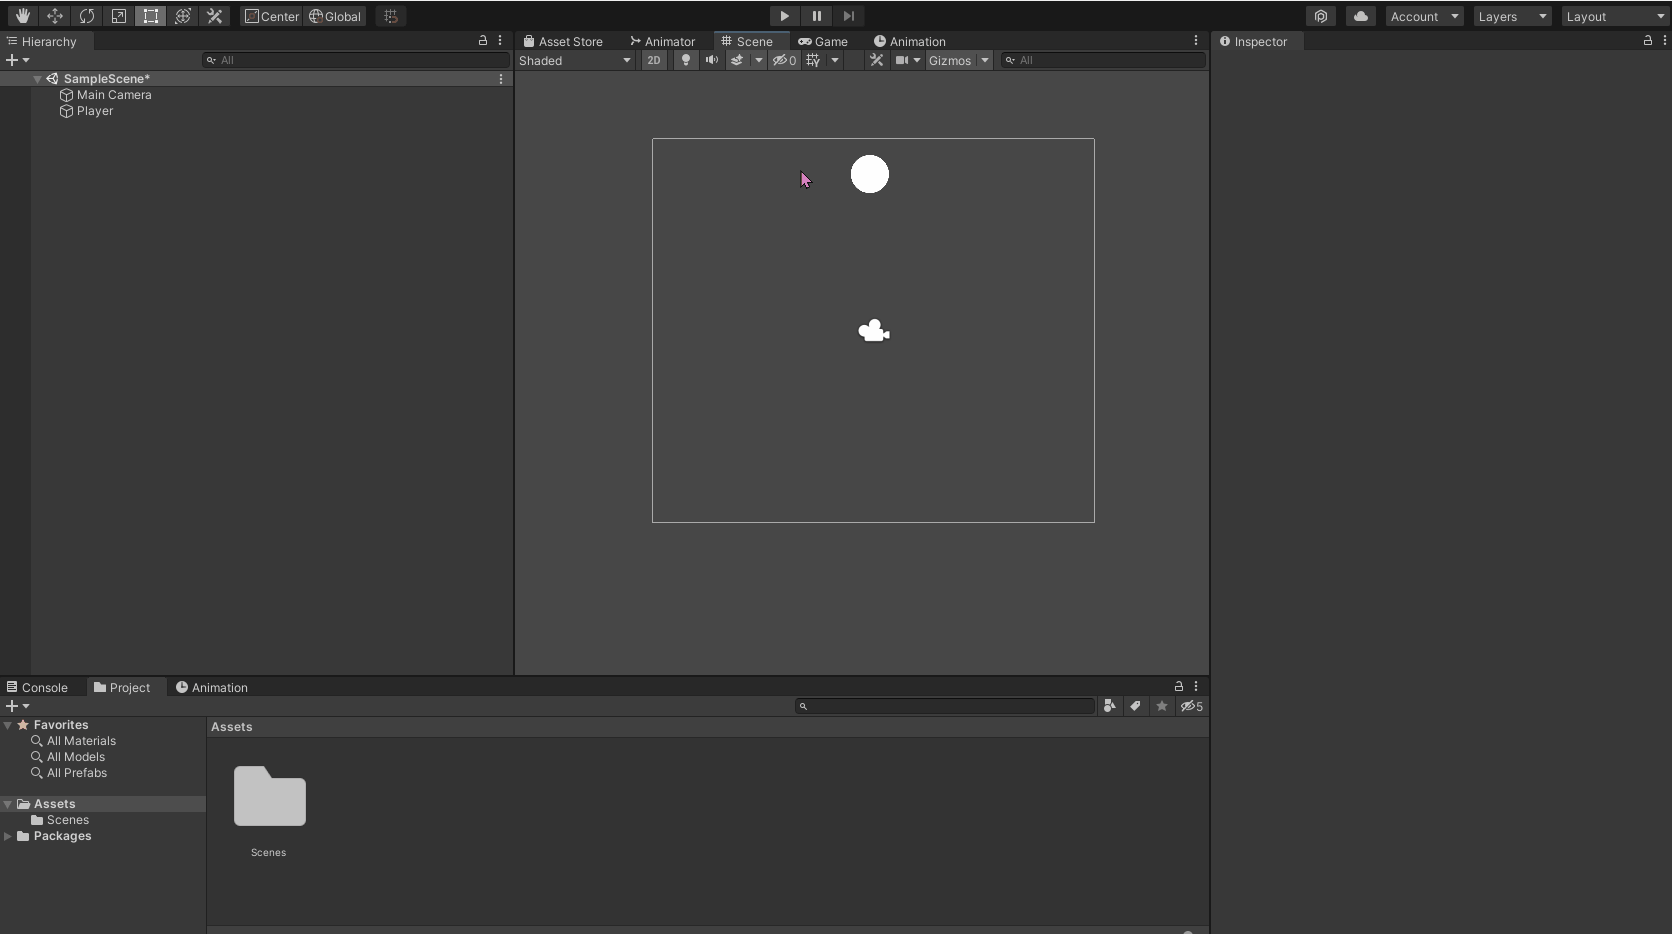 Center Global Account Layers Layout
Hierarchy
All
SampleScene*
Main Camera
Player
Asset Store Animator Scene Game Animation
Shaded 2D 0 Gizmos All
Inspector
Console Project Animation
5
Favorites
All Materials
All Models
All Prefabs
Assets
Scenes
Packages
Assets
Scenes